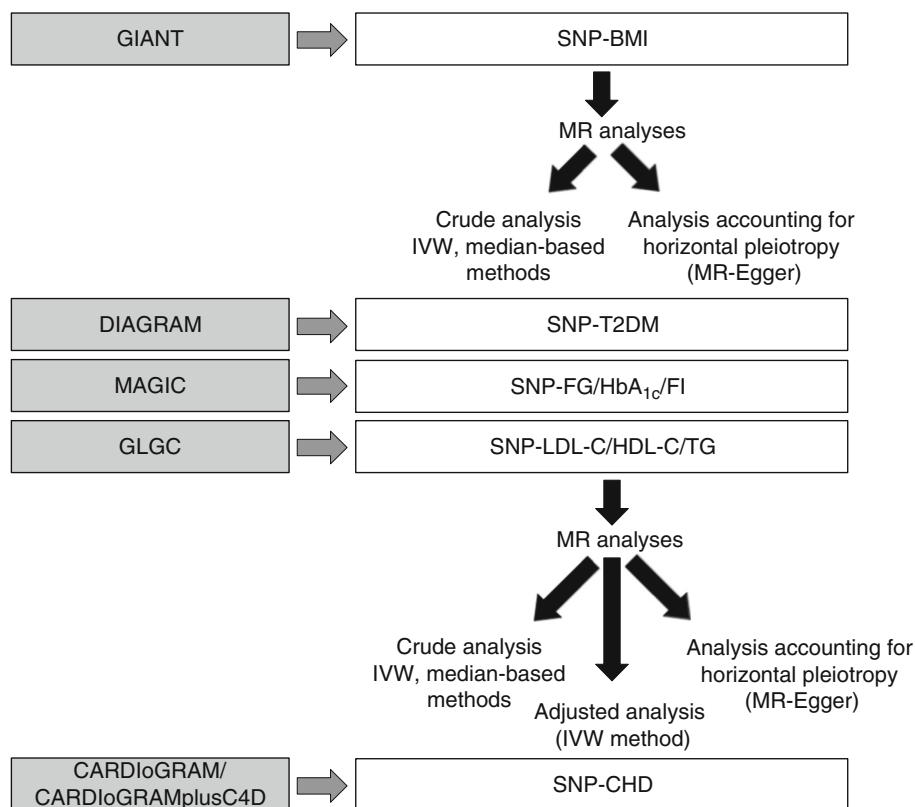 GIANT
SNP-BMI
MR analyses
Crude analysis
IVW, median-based
methods
Analysis accounting for
horizontal pleiotropy
(MR-Egger)
DIAGRAM
SNP-T2DM
MAGIC
SNP-FG/HbA1c/FI
GLGC
SNP-LDL-C/HDL-C/TG
MR analyses
Crude analysis
IVW, median-based
methods
Adjusted analysis
(IVW method)
Analysis accounting for
horizontal pleiotropy
(MR-Egger)
CARDIoGRAM/
CARDIoGRAMplusC4D
SNP-CHD